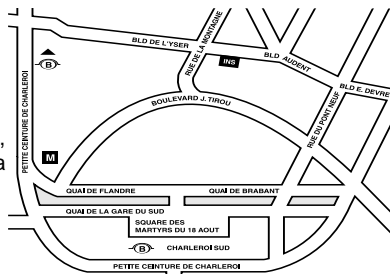 BLD DE L'YSER
RUE DE LA MONTAGNE
B
INS
BLD AUDENT
BLD E. DEVRE
PETITE CEINTURE DE CHARLEROI
BOULEVARD J. TIROU
RUE DU PONT NEUF
,
a
M
QUAI DE FLANDRE
QUAI DE BRABANT
QUAI DE LA GARE DU SUD
SQUARE DES
MARTYRS DU 18 AOUT
B
CHARLEROI SUD
PETITE CEINTURE DE CHARLEROI